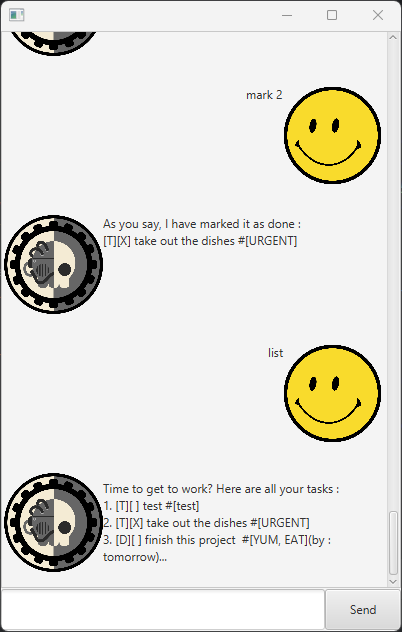 mark 2
As you say, I have marked it as done :
[T][X] take out the dishes #[URGENT]
list
Time to get to work? Here are all your tasks :
1. [T][ ] test #[test]
2. [T][X] take out the dishes #[URGENT]
3. [D][ ] finish this project  #[YUM, EAT](by :
tomorrow)...
Send